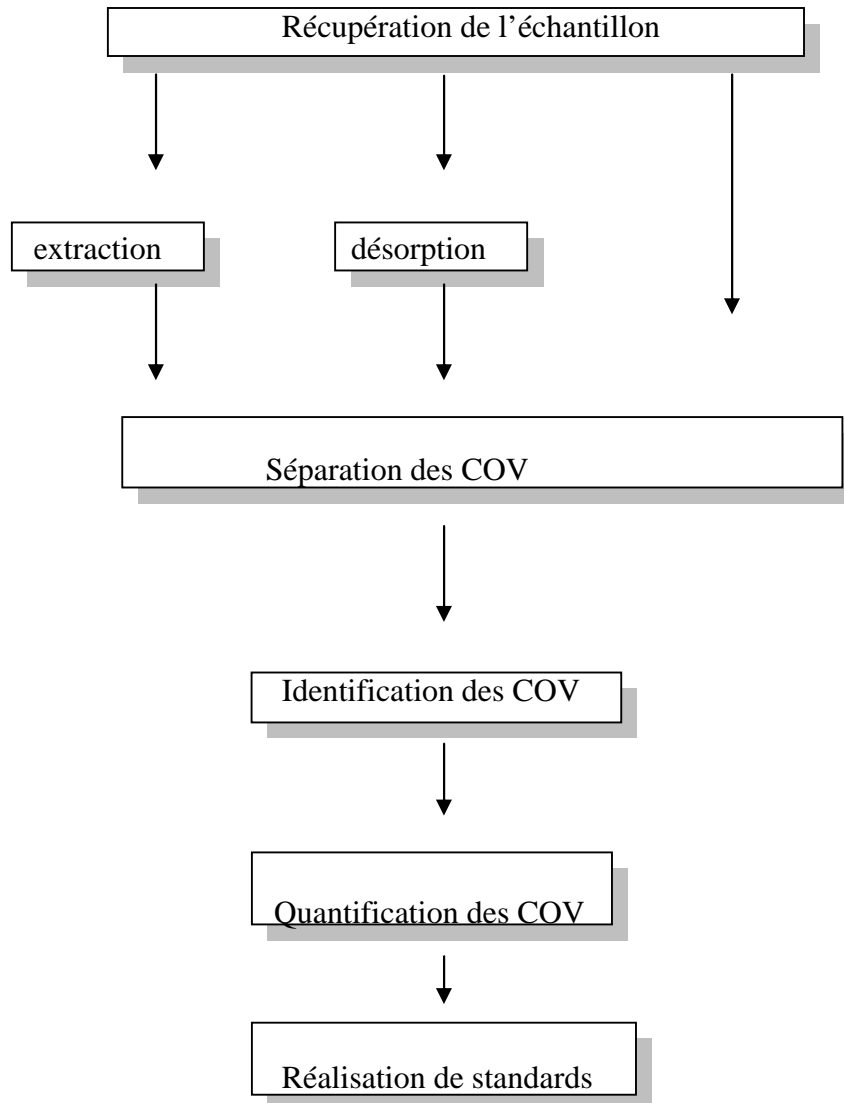 Récupération de l’échantillon
extraction
désorption
Séparation des COV
Identification des COV
Quantification des COV
Réalisation de standards